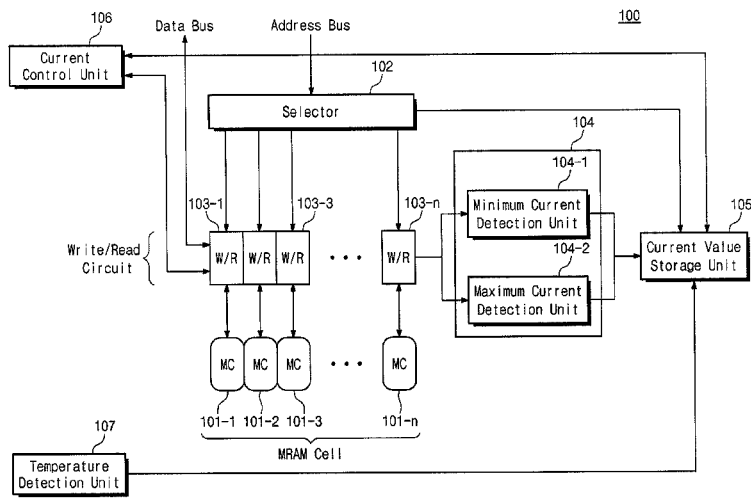 106
Data Bus
Address Bus
100
Current
Control Unit
102
Selector
104
104-1
103-1
103-3
103-n
Minimum Current
Detection Unit
105
Write/Read
Circuit
W/R
W/R
W/R
• • •
W/R
104-2
Current Value
Storage Unit
Maximum Current
Detection Unit
MC
MC
MC
• • •
MC
101-1
101-2
101-3
101-n
MRAM Cell
107
Temperature
Detection Unit